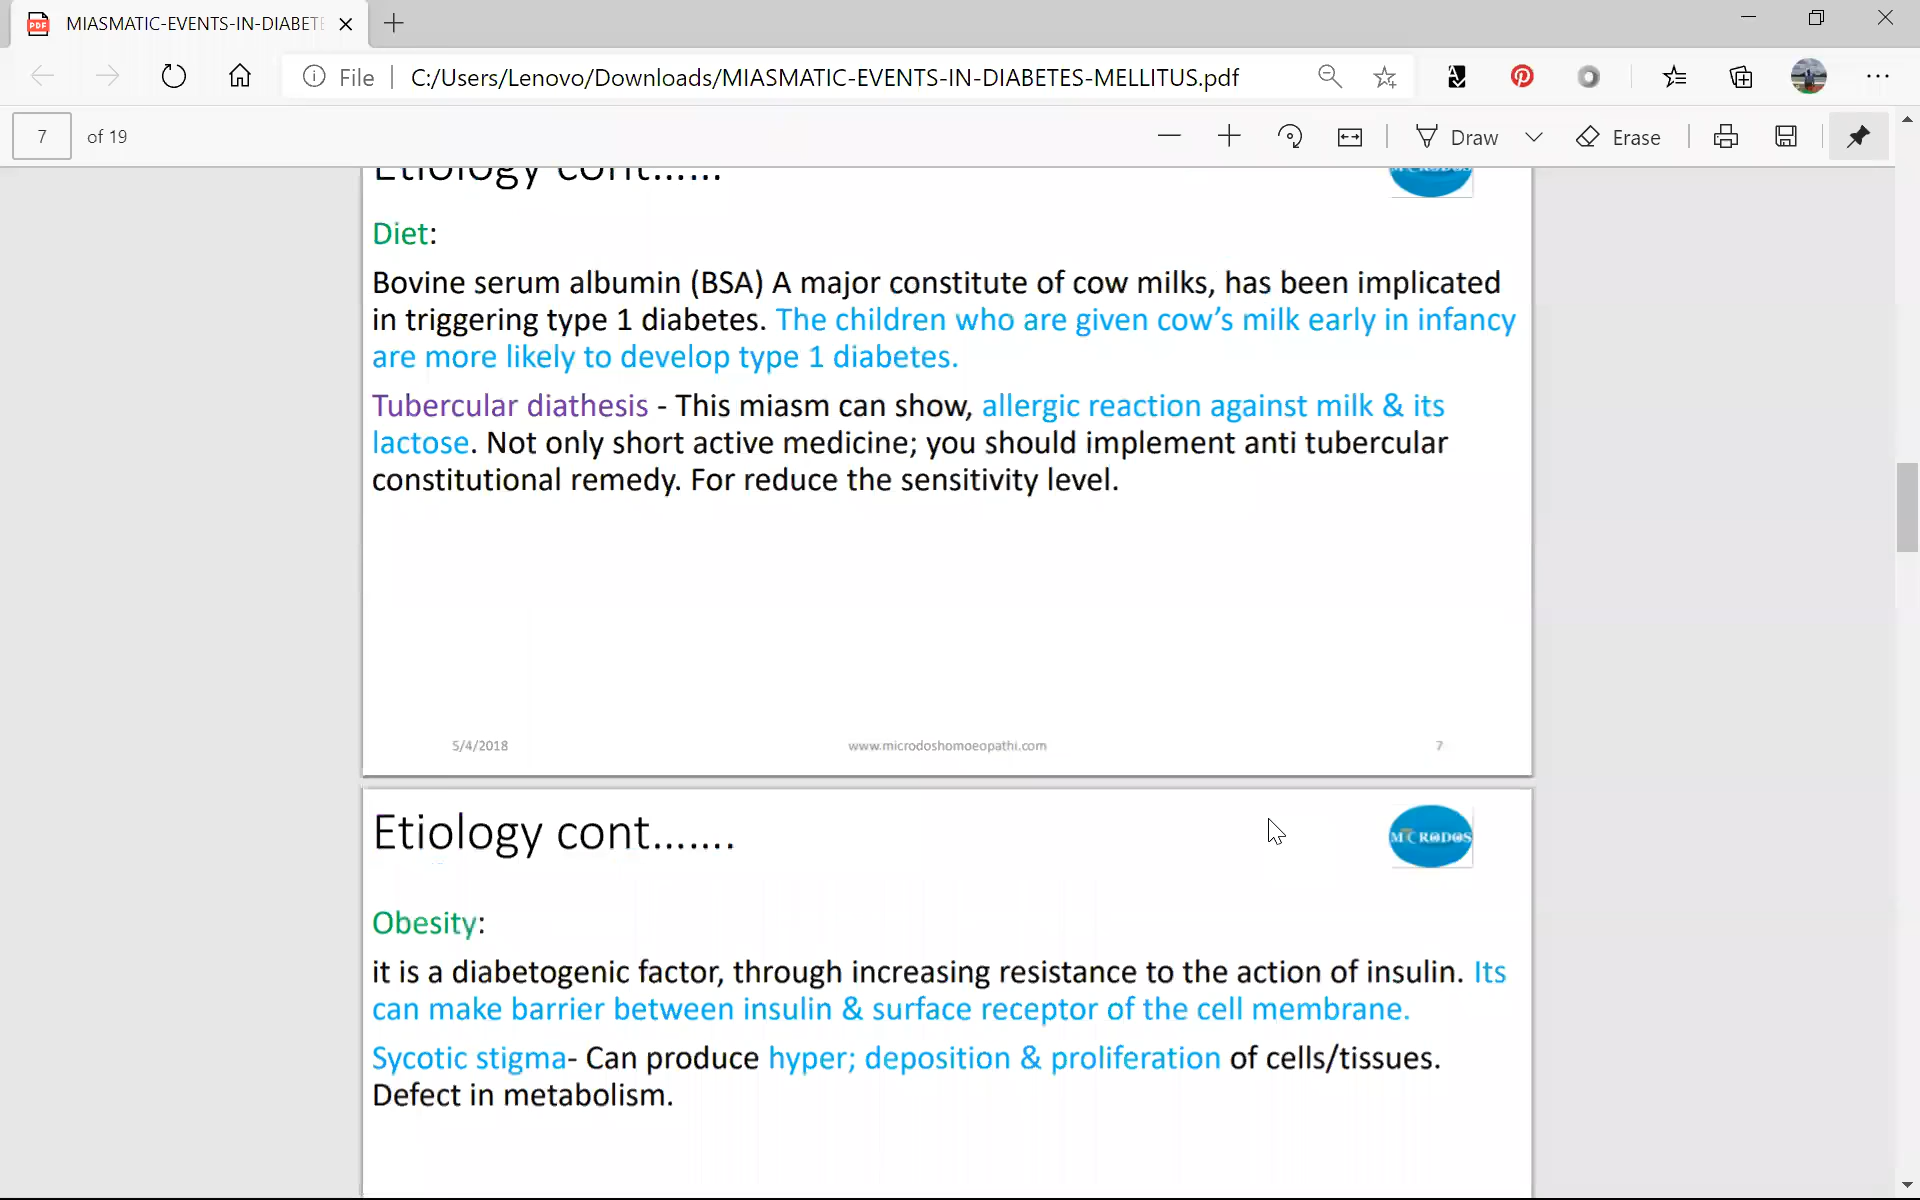 MIASMATIC-EVENTS-IN-DIABETE
File
C:/Users/Lenovo/Downloads/MIASMATIC-EVENTS-IN-DIABETES-MELLITUS.pdf
7 of 19
Draw
Erase
Etiology cont.......
MICRODOS
Diet:
Bovine serum albumin (BSA) A major constitute of cow milks, has been implicated
in triggering type 1 diabetes. The children who are given cow’s milk early in infancy
are more likely to develop type 1 diabetes.
Tubercular diathesis - This miasm can show, allergic reaction against milk & its
lactose. Not only short active medicine; you should implement anti tubercular
constitutional remedy. For reduce the sensitivity level.
5/4/2018
www.microdoshomoeopathi.com
7
Etiology cont.......
MICRODOS
Obesity:
it is a diabetogenic factor, through increasing resistance to the action of insulin. Its
can make barrier between insulin & surface receptor of the cell membrane.
Sycotic stigma- Can produce hyper; deposition & proliferation of cells/tissues.
Defect in metabolism.